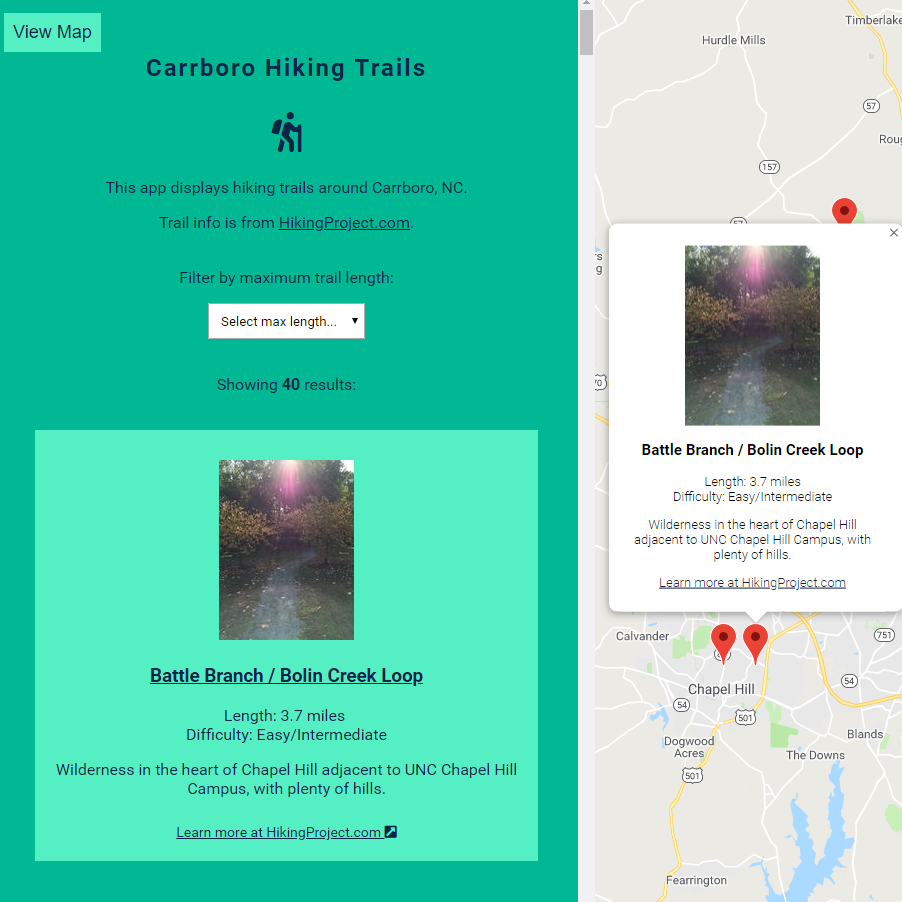 View Map
Carrboro Hiking Trails
This app displays hiking trails around Carrboro, NC.
Trail info is from HikingProject.com.
Filter by maximum trail length:
Select max length...
Showing 40 results:
Battle Branch / Bolin Creek Loop
Length: 3.7 miles
Difficulty: Easy/Intermediate
Wilderness in the heart of Chapel Hill adjacent to UNC Chapel Hill
Campus, with plenty of hills.
Learn more at HikingProject.com
Timberlake
Hurdle Mills
57
Roug
157
57
70
Battle Branch / Bolin Creek Loop
Length: 3.7 miles
Difficulty: Easy/Intermediate
Wilderness in the heart of Chapel Hill
adjacent to UNC Chapel Hill Campus, with
plenty of hills.
Learn more at HikingProject.com
Calvander
751
Chapel Hill
54
54
501
Dogwood
Acres
Blands
The Downs
501
Fearrington